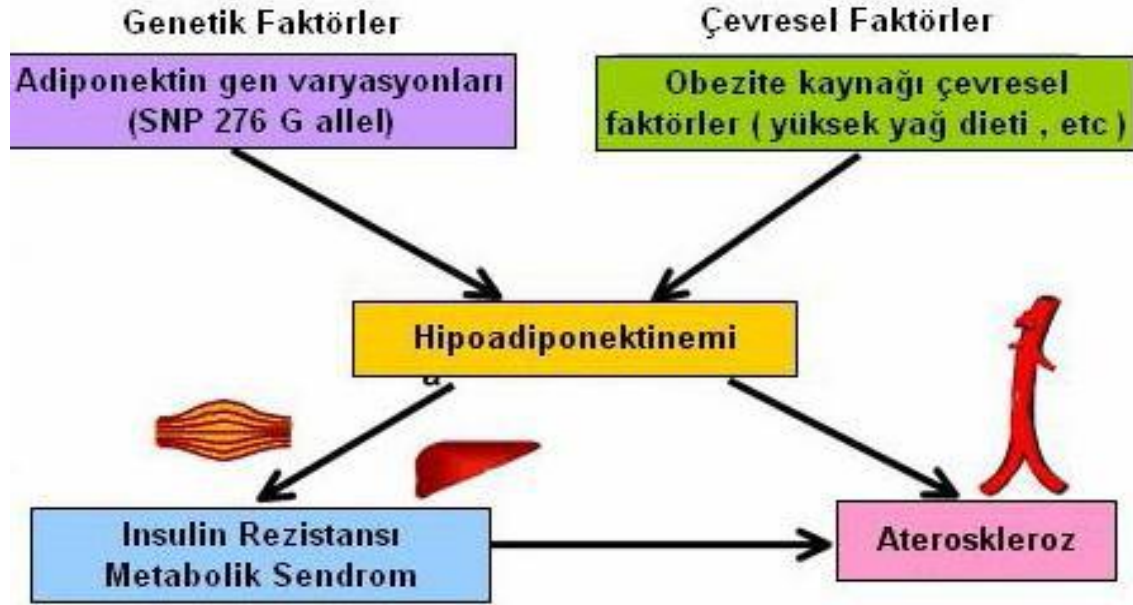 Genetik Faktörler
Çevresel Faktörler
Adiponektin gen varyasyonları
(SNP 276 G allel)
Obezite kaynağı çevresel
faktörler ( yüksek yağ dieti , etc )
Hipoadiponektinemi
Insulin Rezistansı
Metabolik Sendrom
Ateroskleroz